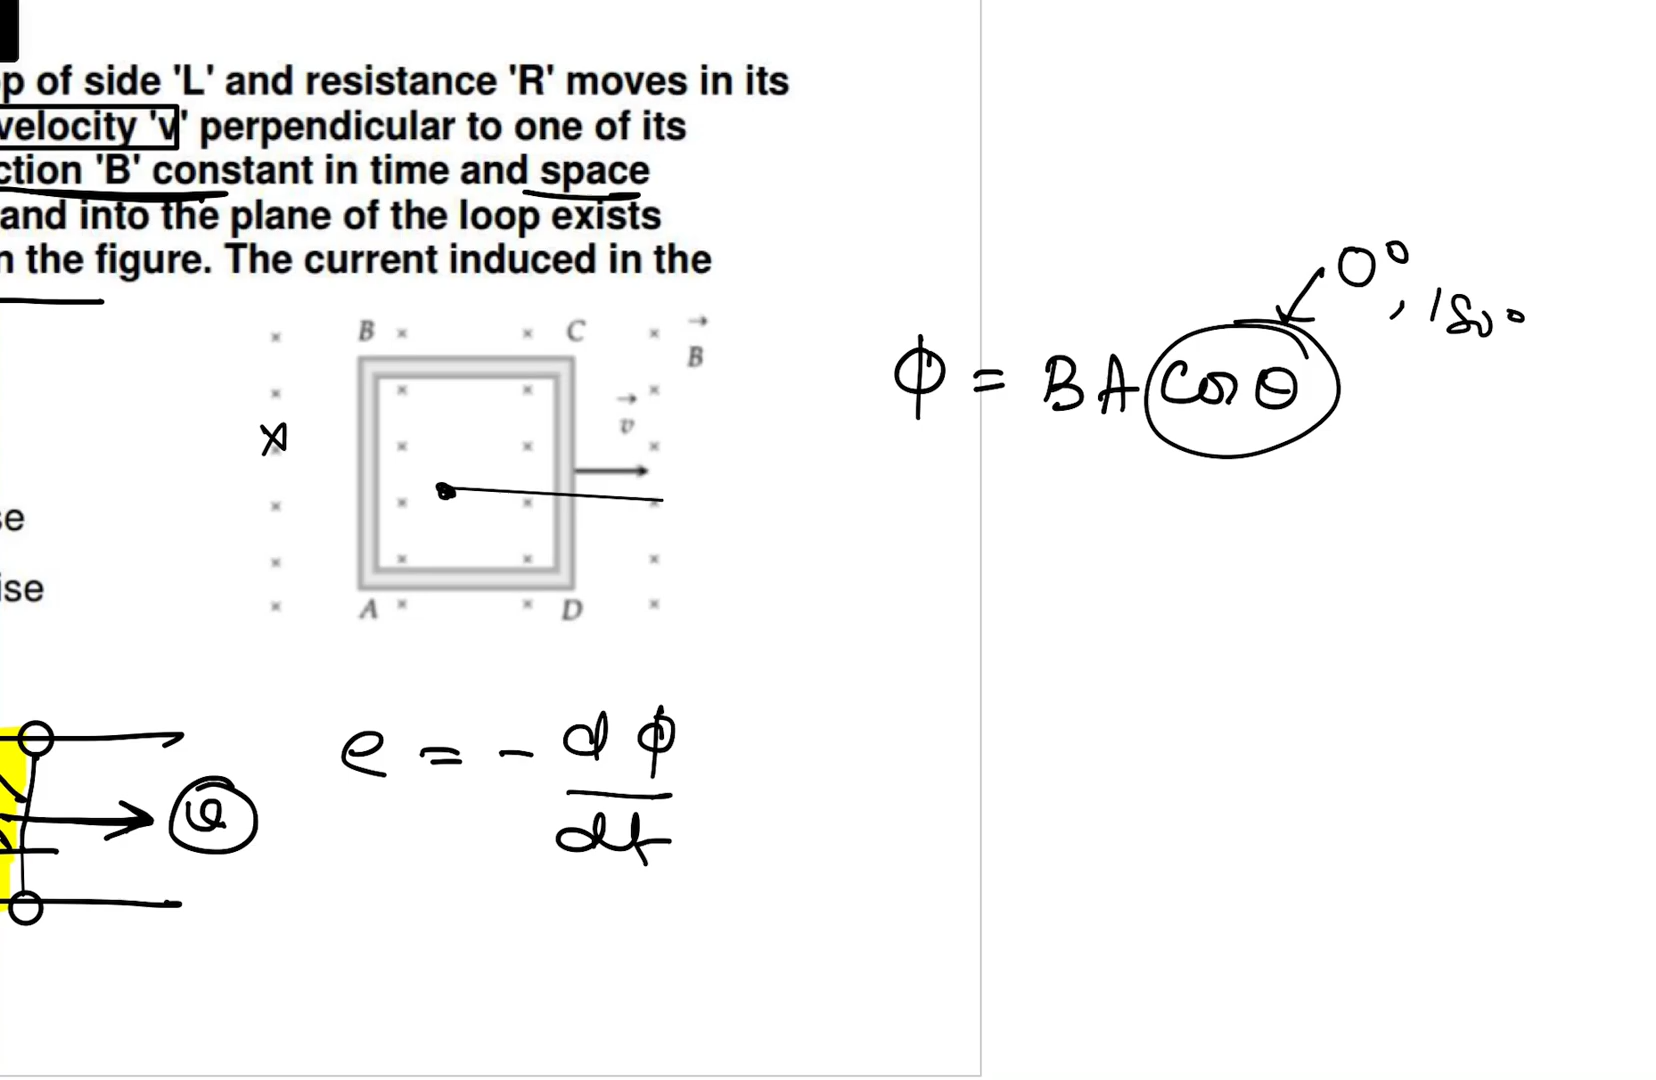 p of side 'L' and resistance 'R' moves in its
velocity 'v' perpendicular to one of its
ction 'B' constant in time and space
and into the plane of the loop exists
n the figure. The current induced in the
B C
B
v
A D
se
ise
ϕ = BA cos θ
0°, 180°
e = - dϕ
dt